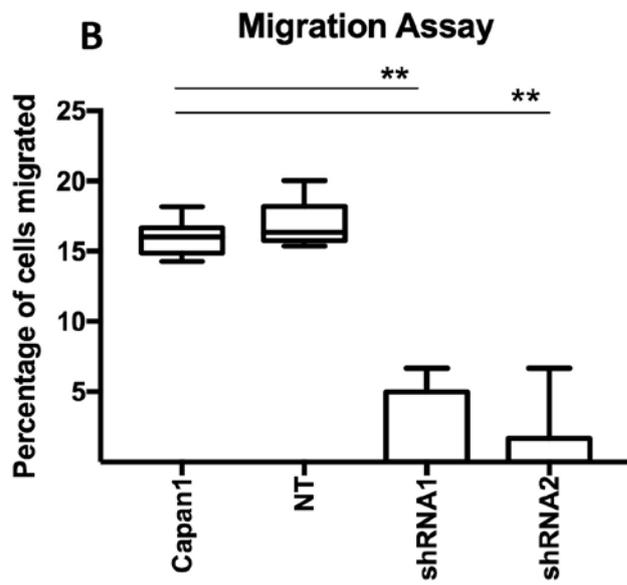 B
Migration Assay
**
**
Percentage of cells migrated
25
20
15
10
5
Capan1
NT
shRNA1
shRNA2